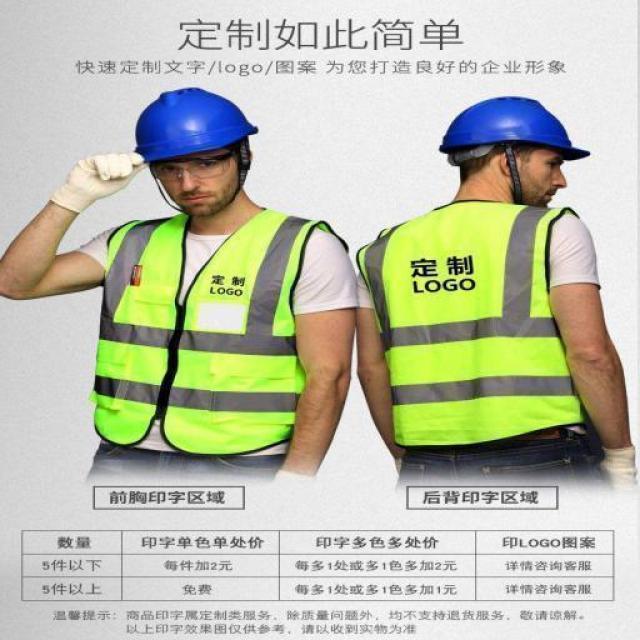 定制如此简单
快速定制文字/logo/图案 为您打造良好的企业形象
定制
LOGO
定制
LOGO
前胸印字区域
后背印字区域
数量 印字单色单处价 印字多色多处价 印LOGO图案
5件以下 每件加2元 每多1处或多1色多加2元 详情咨询客服
5件以上 免费 每多1处或多1色多加1元 详情咨询客服
温馨提示: 商品印字属定制类服务,除质量问题外,均不支持退货服务,敬请谅解。
以上印字效果图仅供参考,请以收到实物为准